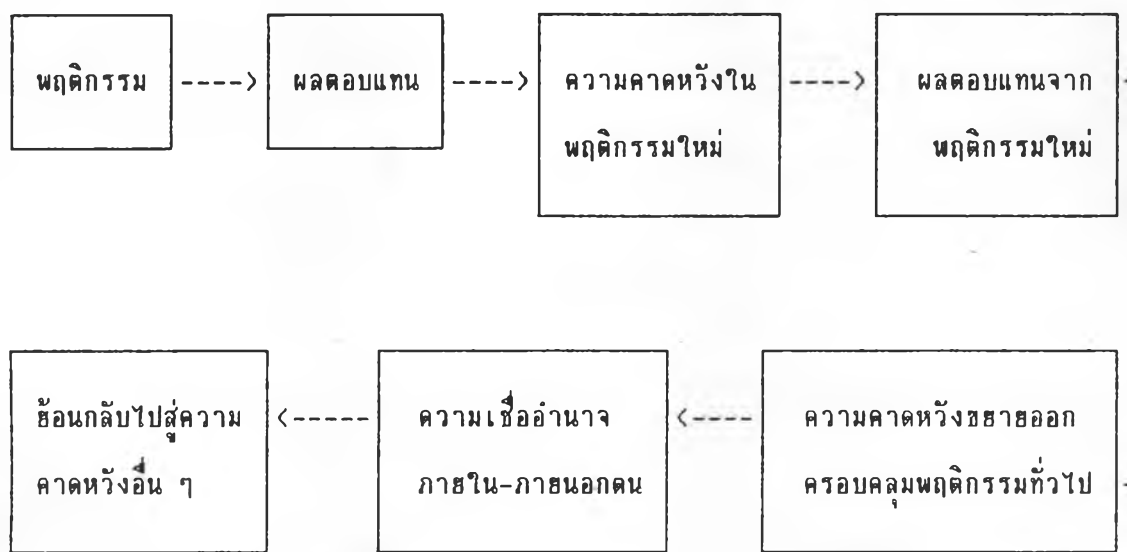 พฤติกรรม ----> ผลตอบแทน ----> ความคาดหวังใน ----> ผลตอบแทนจาก
พฤติกรรมใหม่ พฤติกรรมใหม่
ย้อนกลับไปสู่ความ <----- ความเชื่ออำนาจ <---- ความคาดหวังขยายออก
คาดหวังอื่น ๆ ภายใน-ภายนอกตน ครอบคลุมพฤติกรรมทั่วไป